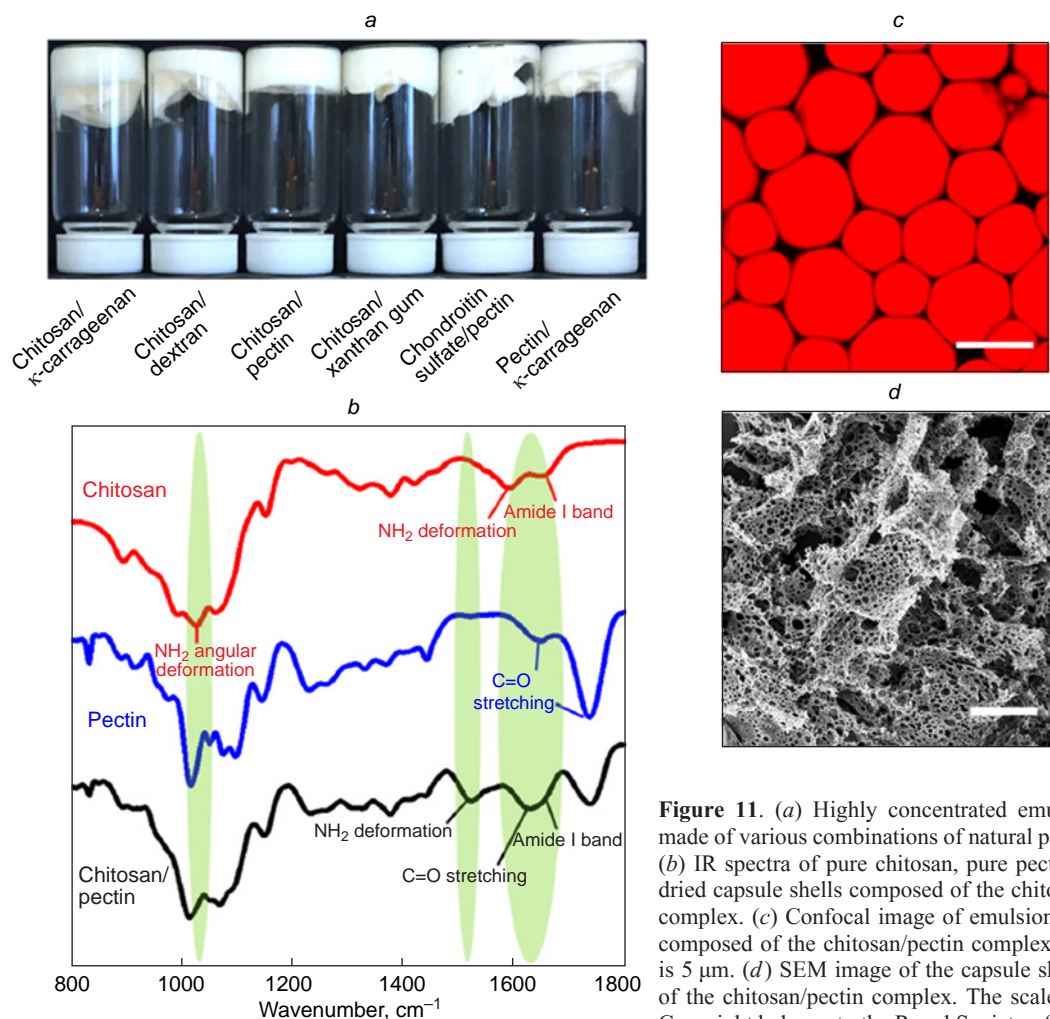 a
Chitosan/
κ-carrageenan
Chitosan/
dextran
Chitosan/
pectin
Chitosan/
xanthan gum
Chondroitin
sulfate/pectin
Pectin/
κ-carrageenan
b
Chitosan
Amide I band
NH2 deformation
NH2 angular
deformation
C=O
stretching
Pectin
NH2 deformation
Amide I band
C=O stretching
Chitosan/
pectin
800 1000 1200 1400 1600 1800
Wavenumber, cm–1
c
d
Figure 11. (a) Highly concentrated emu
made of various combinations of natural p
(b) IR spectra of pure chitosan, pure pect
dried capsule shells composed of the chito
complex. (c) Confocal image of emulsion
composed of the chitosan/pectin complex
is 5 μm. (d) SEM image of the capsule sh
of the chitosan/pectin complex. The scale